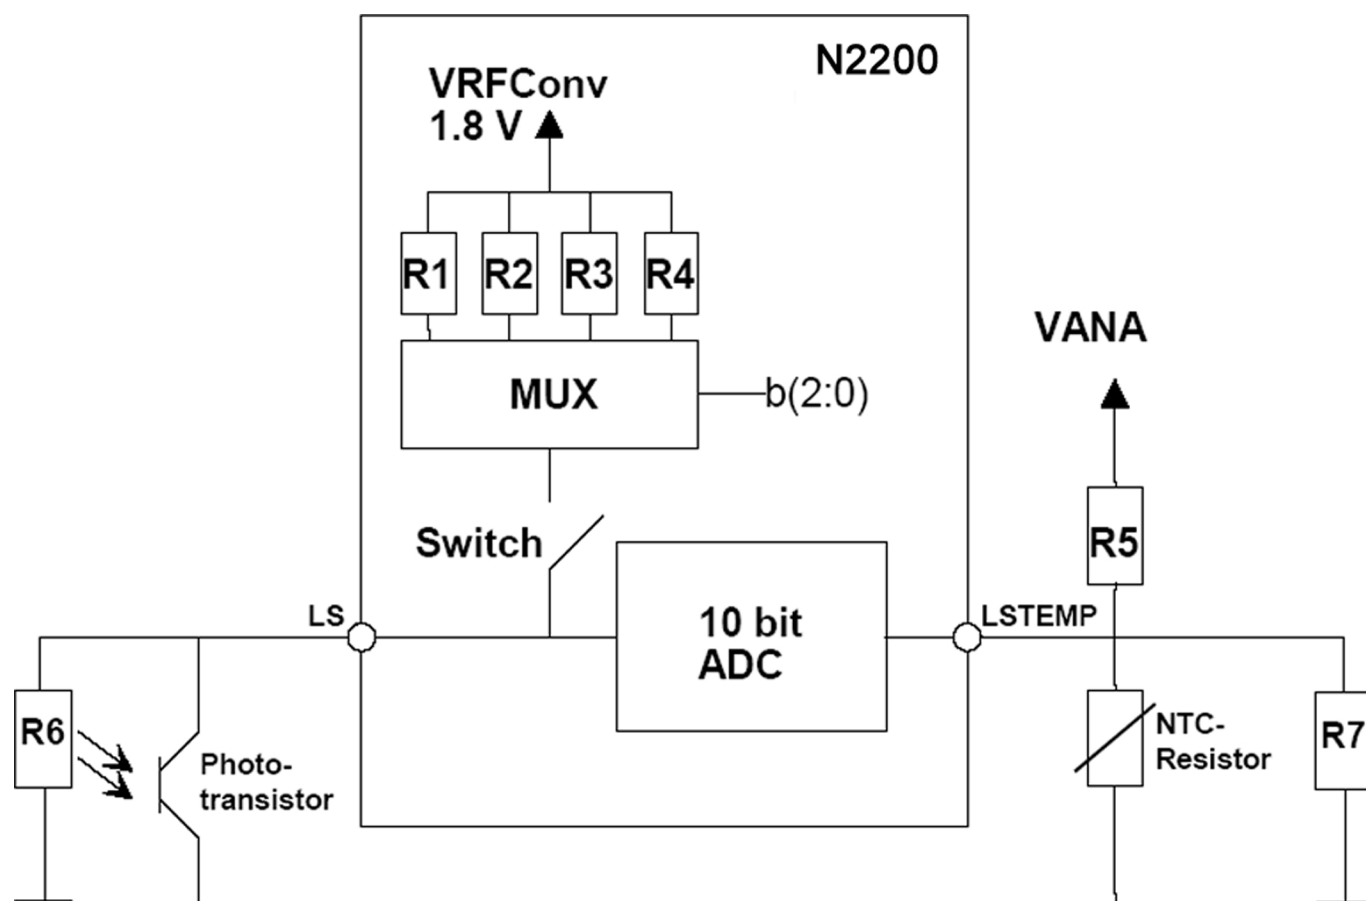 N2200
VRFConv
1.8 V
R1 R2 R3 R4
MUX
b(2:0)
VANA
Switch
R5
LS
10 bit
ADC
LSTEMP
R6
Photo-
transistor
NTC-
Resistor
R7